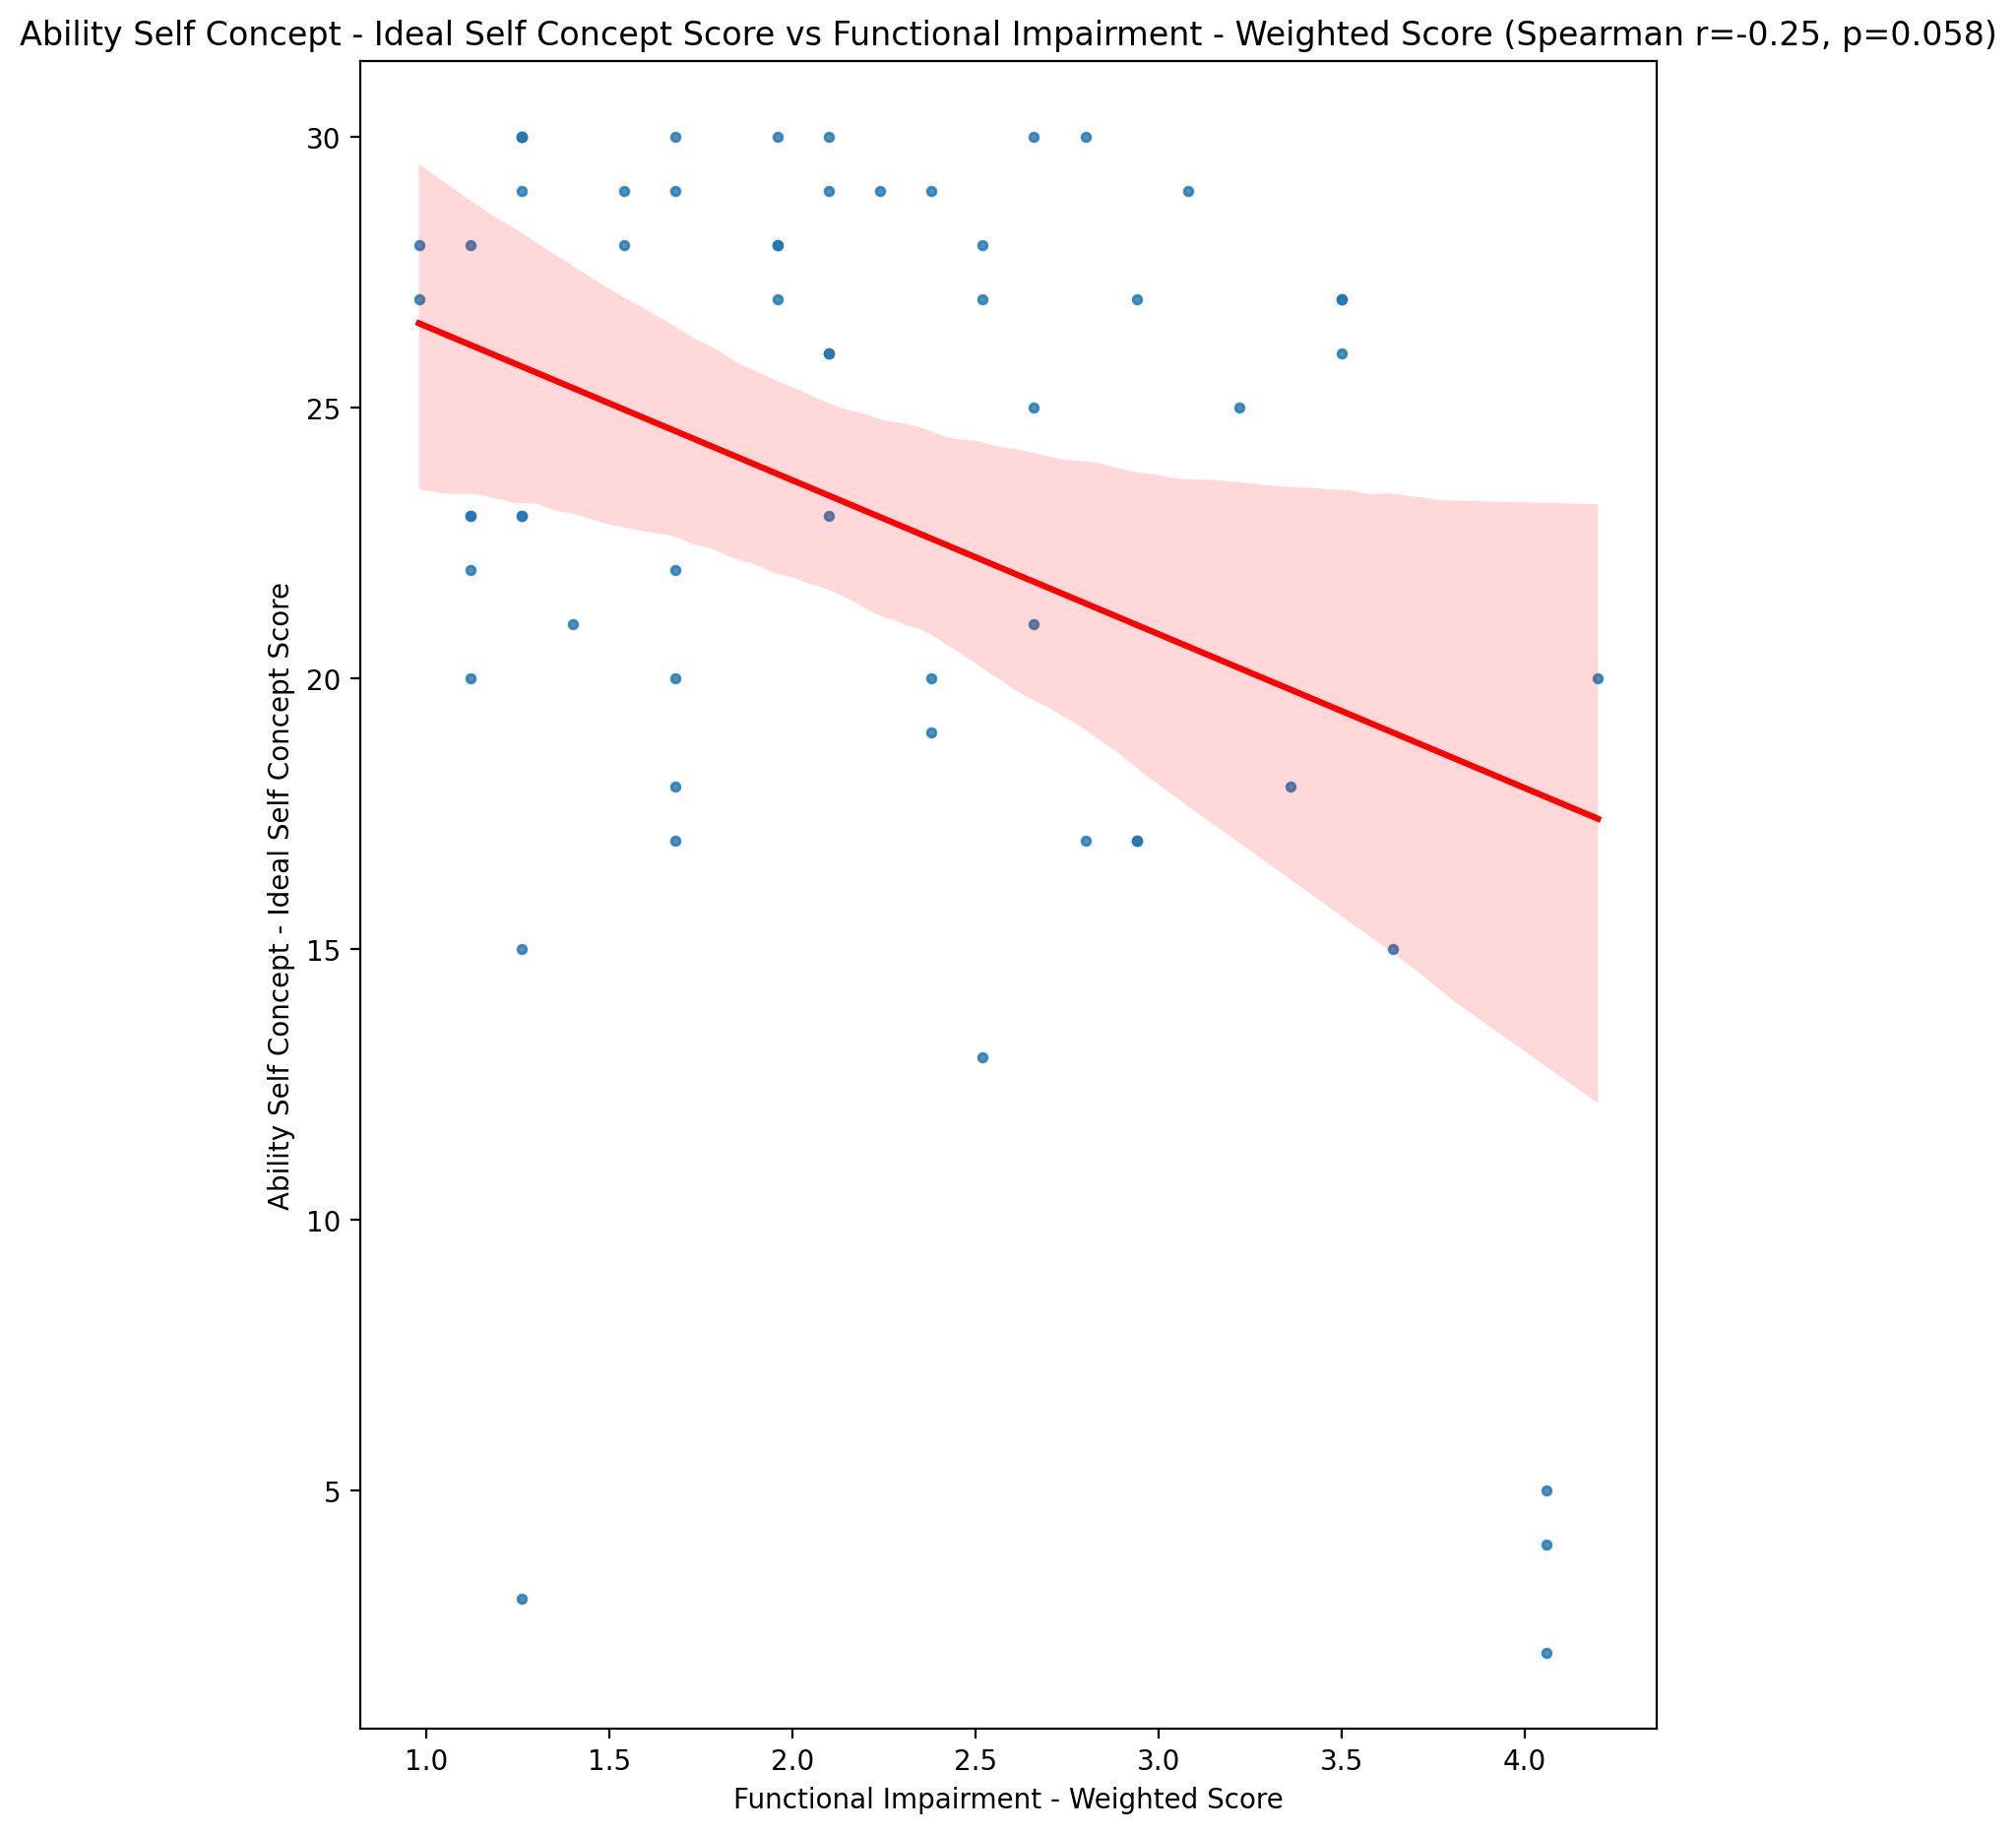 Ability Self Concept - Ideal Self Concept Score vs Functional Impairment - Weighted Score (Spearman r=-0.25, p=0.058)
30
25
20
15
10
5
Ability Self Concept - Ideal Self Concept Score
1.0 1.5 2.0 2.5 3.0 3.5 4.0
Functional Impairment - Weighted Score